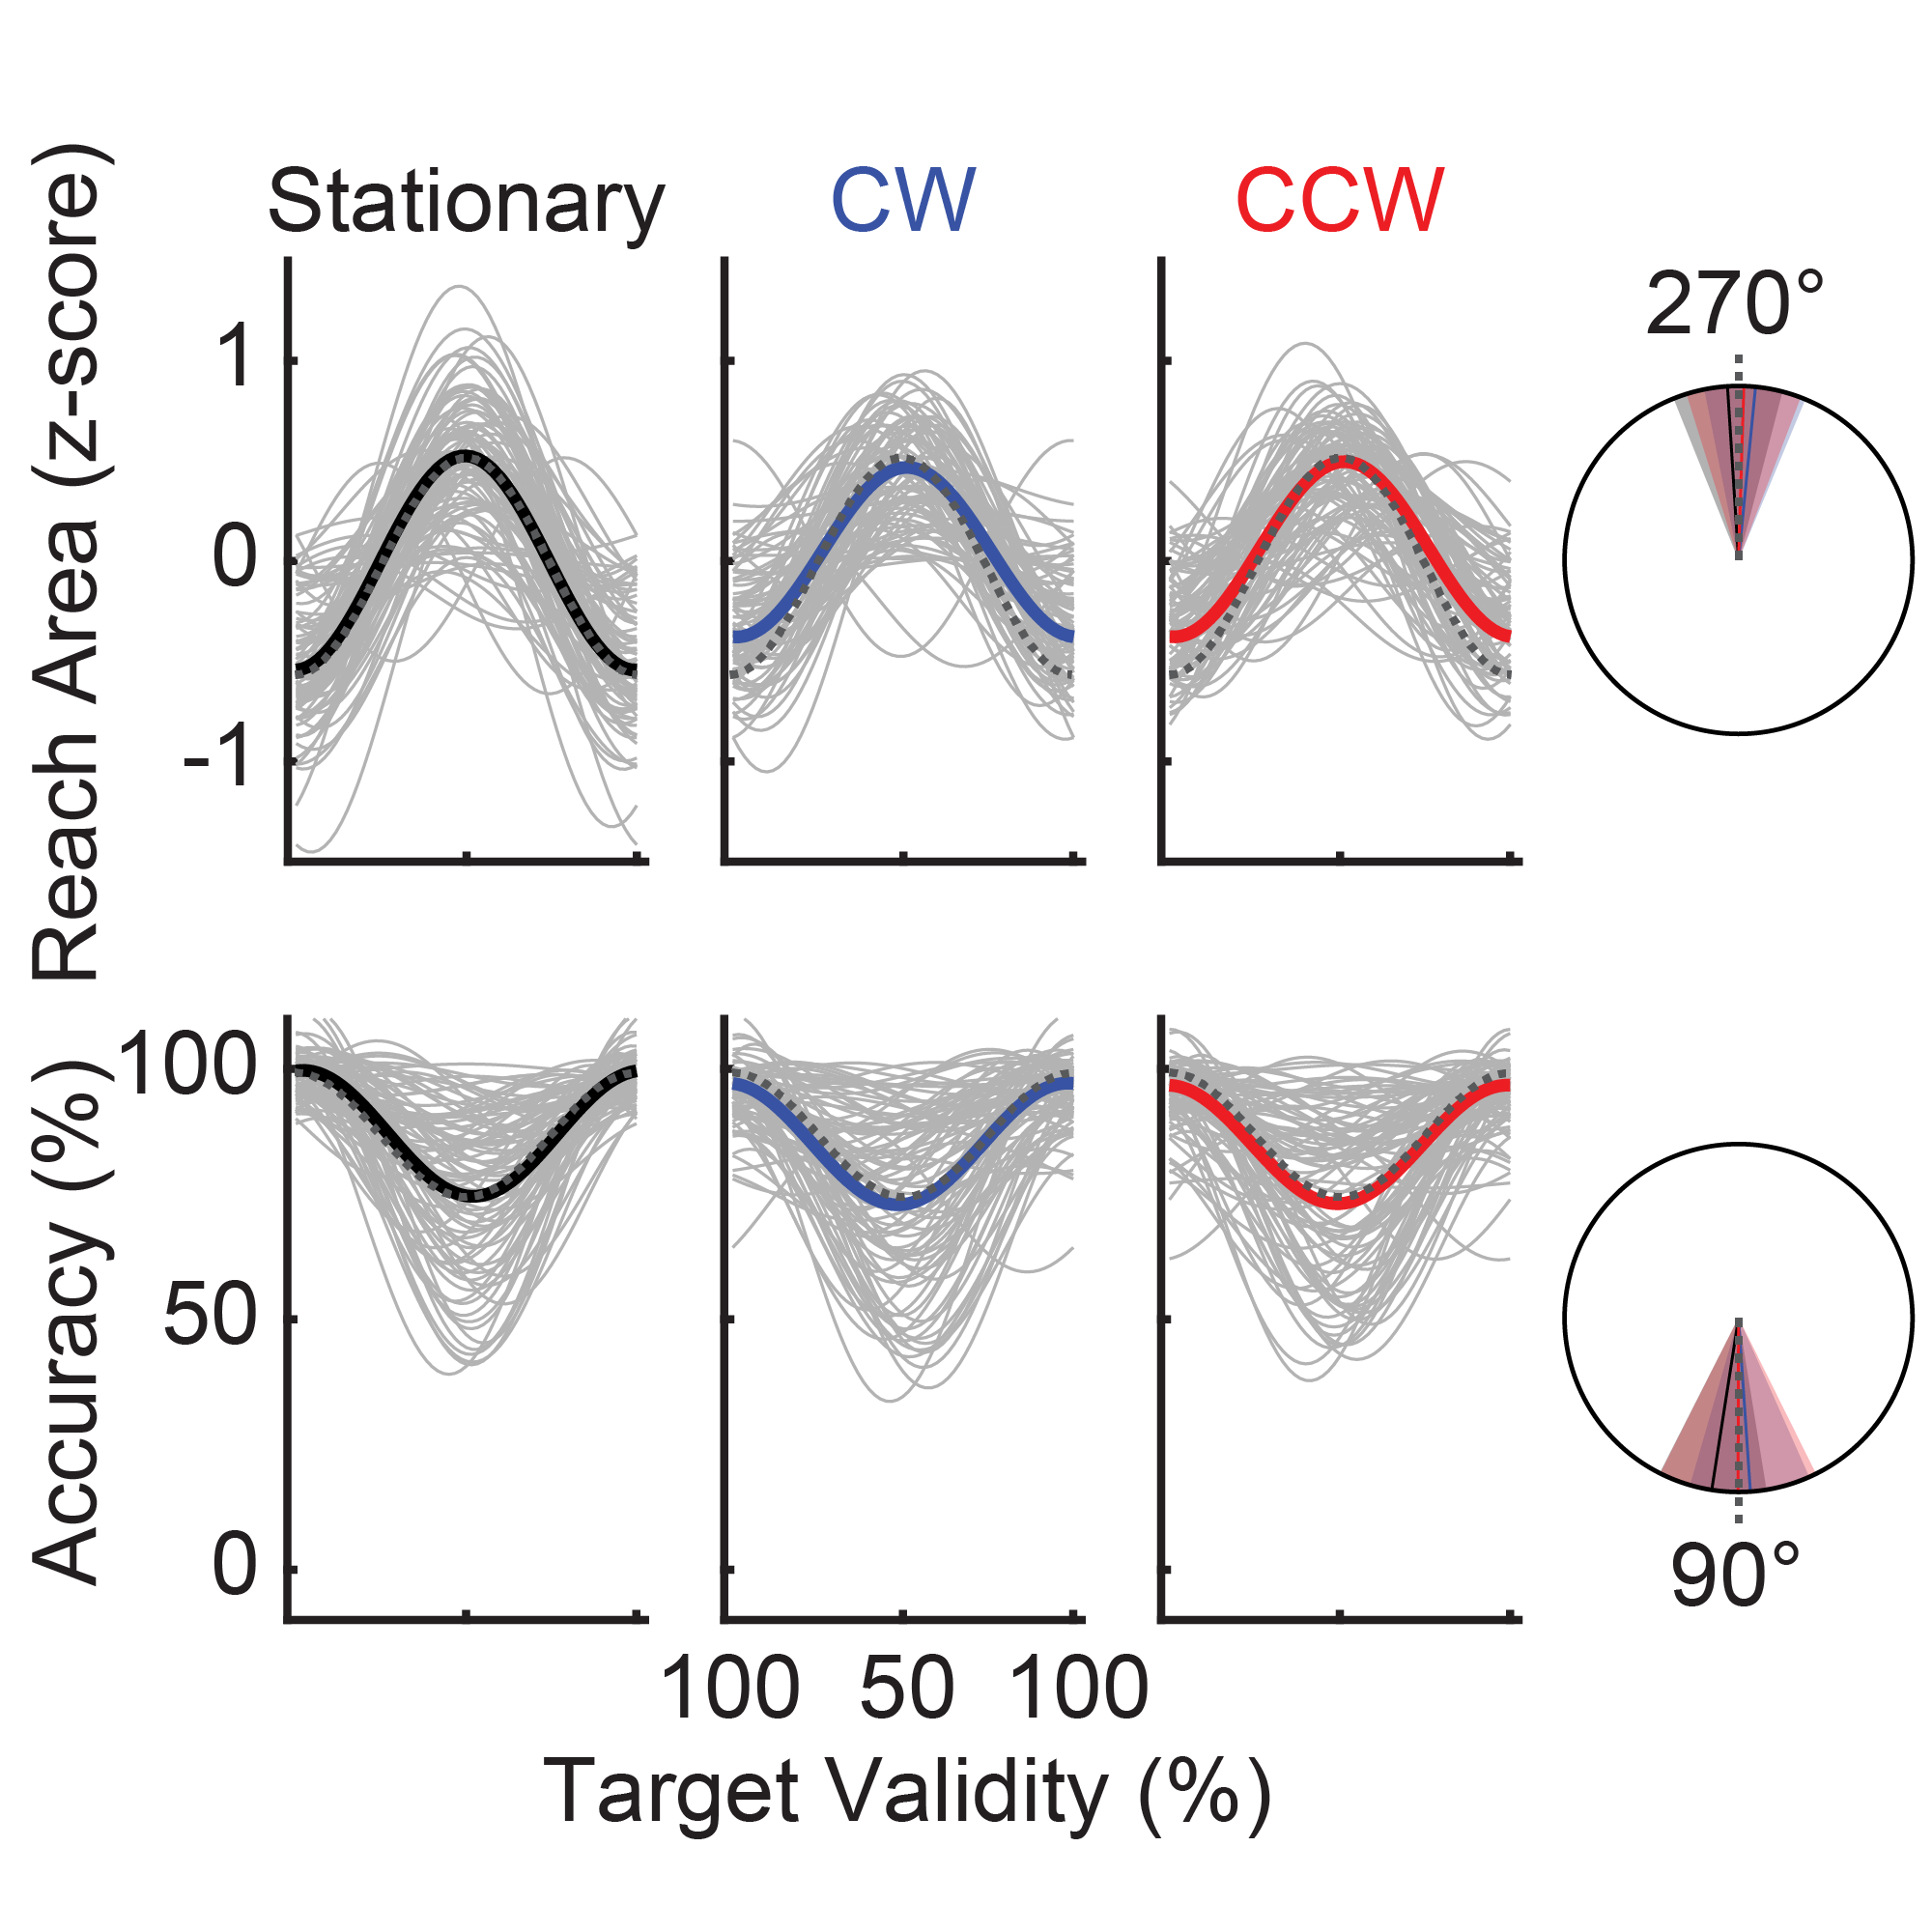 Stationary
CW
CCW
Reach Area (z-score)
1
0
-1
270°
Accuracy (%)
100
50
0
90°
100 50 100
Target Validity (%)